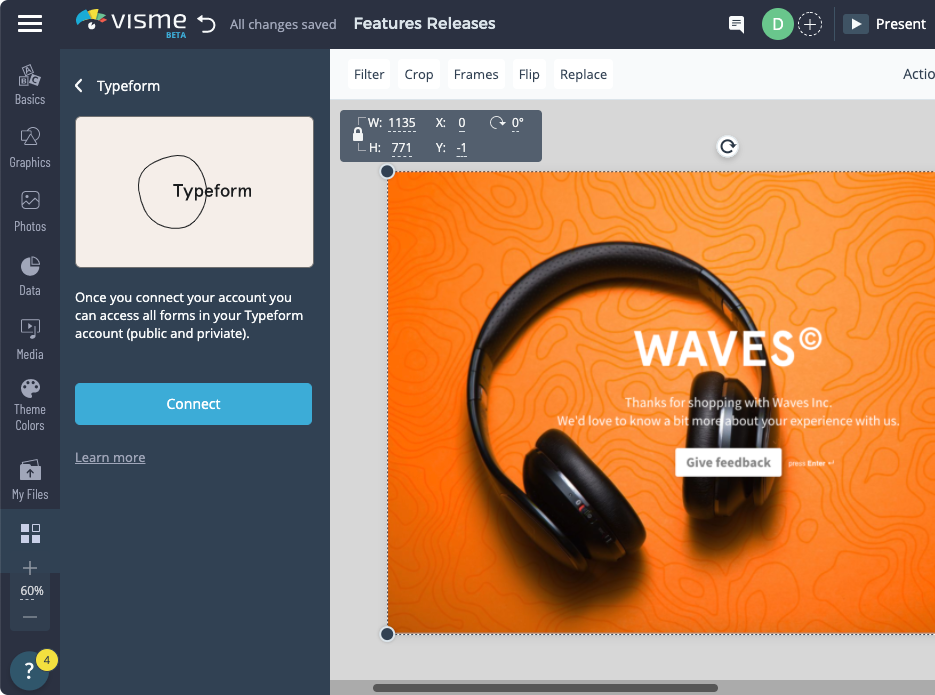 visme
BETA
All changes saved
Features Releases
D
Present
Basics
Graphics
Photos
Data
Media
Theme
Colors
My Files
60%
?
4
Typeform
Typeform
Once you connect your account you
can access all forms in your Typeform
account (public and priviate).
Connect
Learn more
Filter
Crop
Frames
Flip
Replace
Actio
W: 1135 X: 0 0°
H: 771 Y: -1
WAVES©
Thanks for shopping with Waves Inc.
We'd love to know a bit more about your experience with us.
Give feedback
press Enter ↵